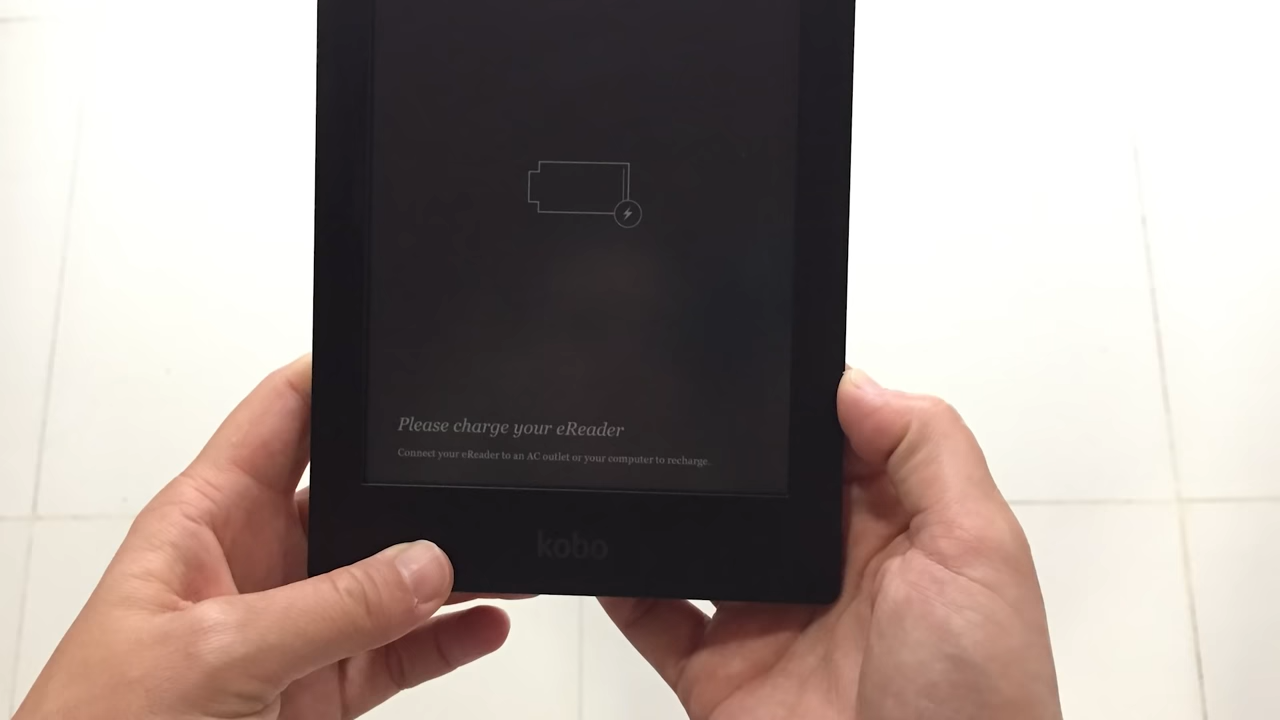 Please charge your eReader
Connect your eReader to an AC outlet or your computer to recharge.
kobo